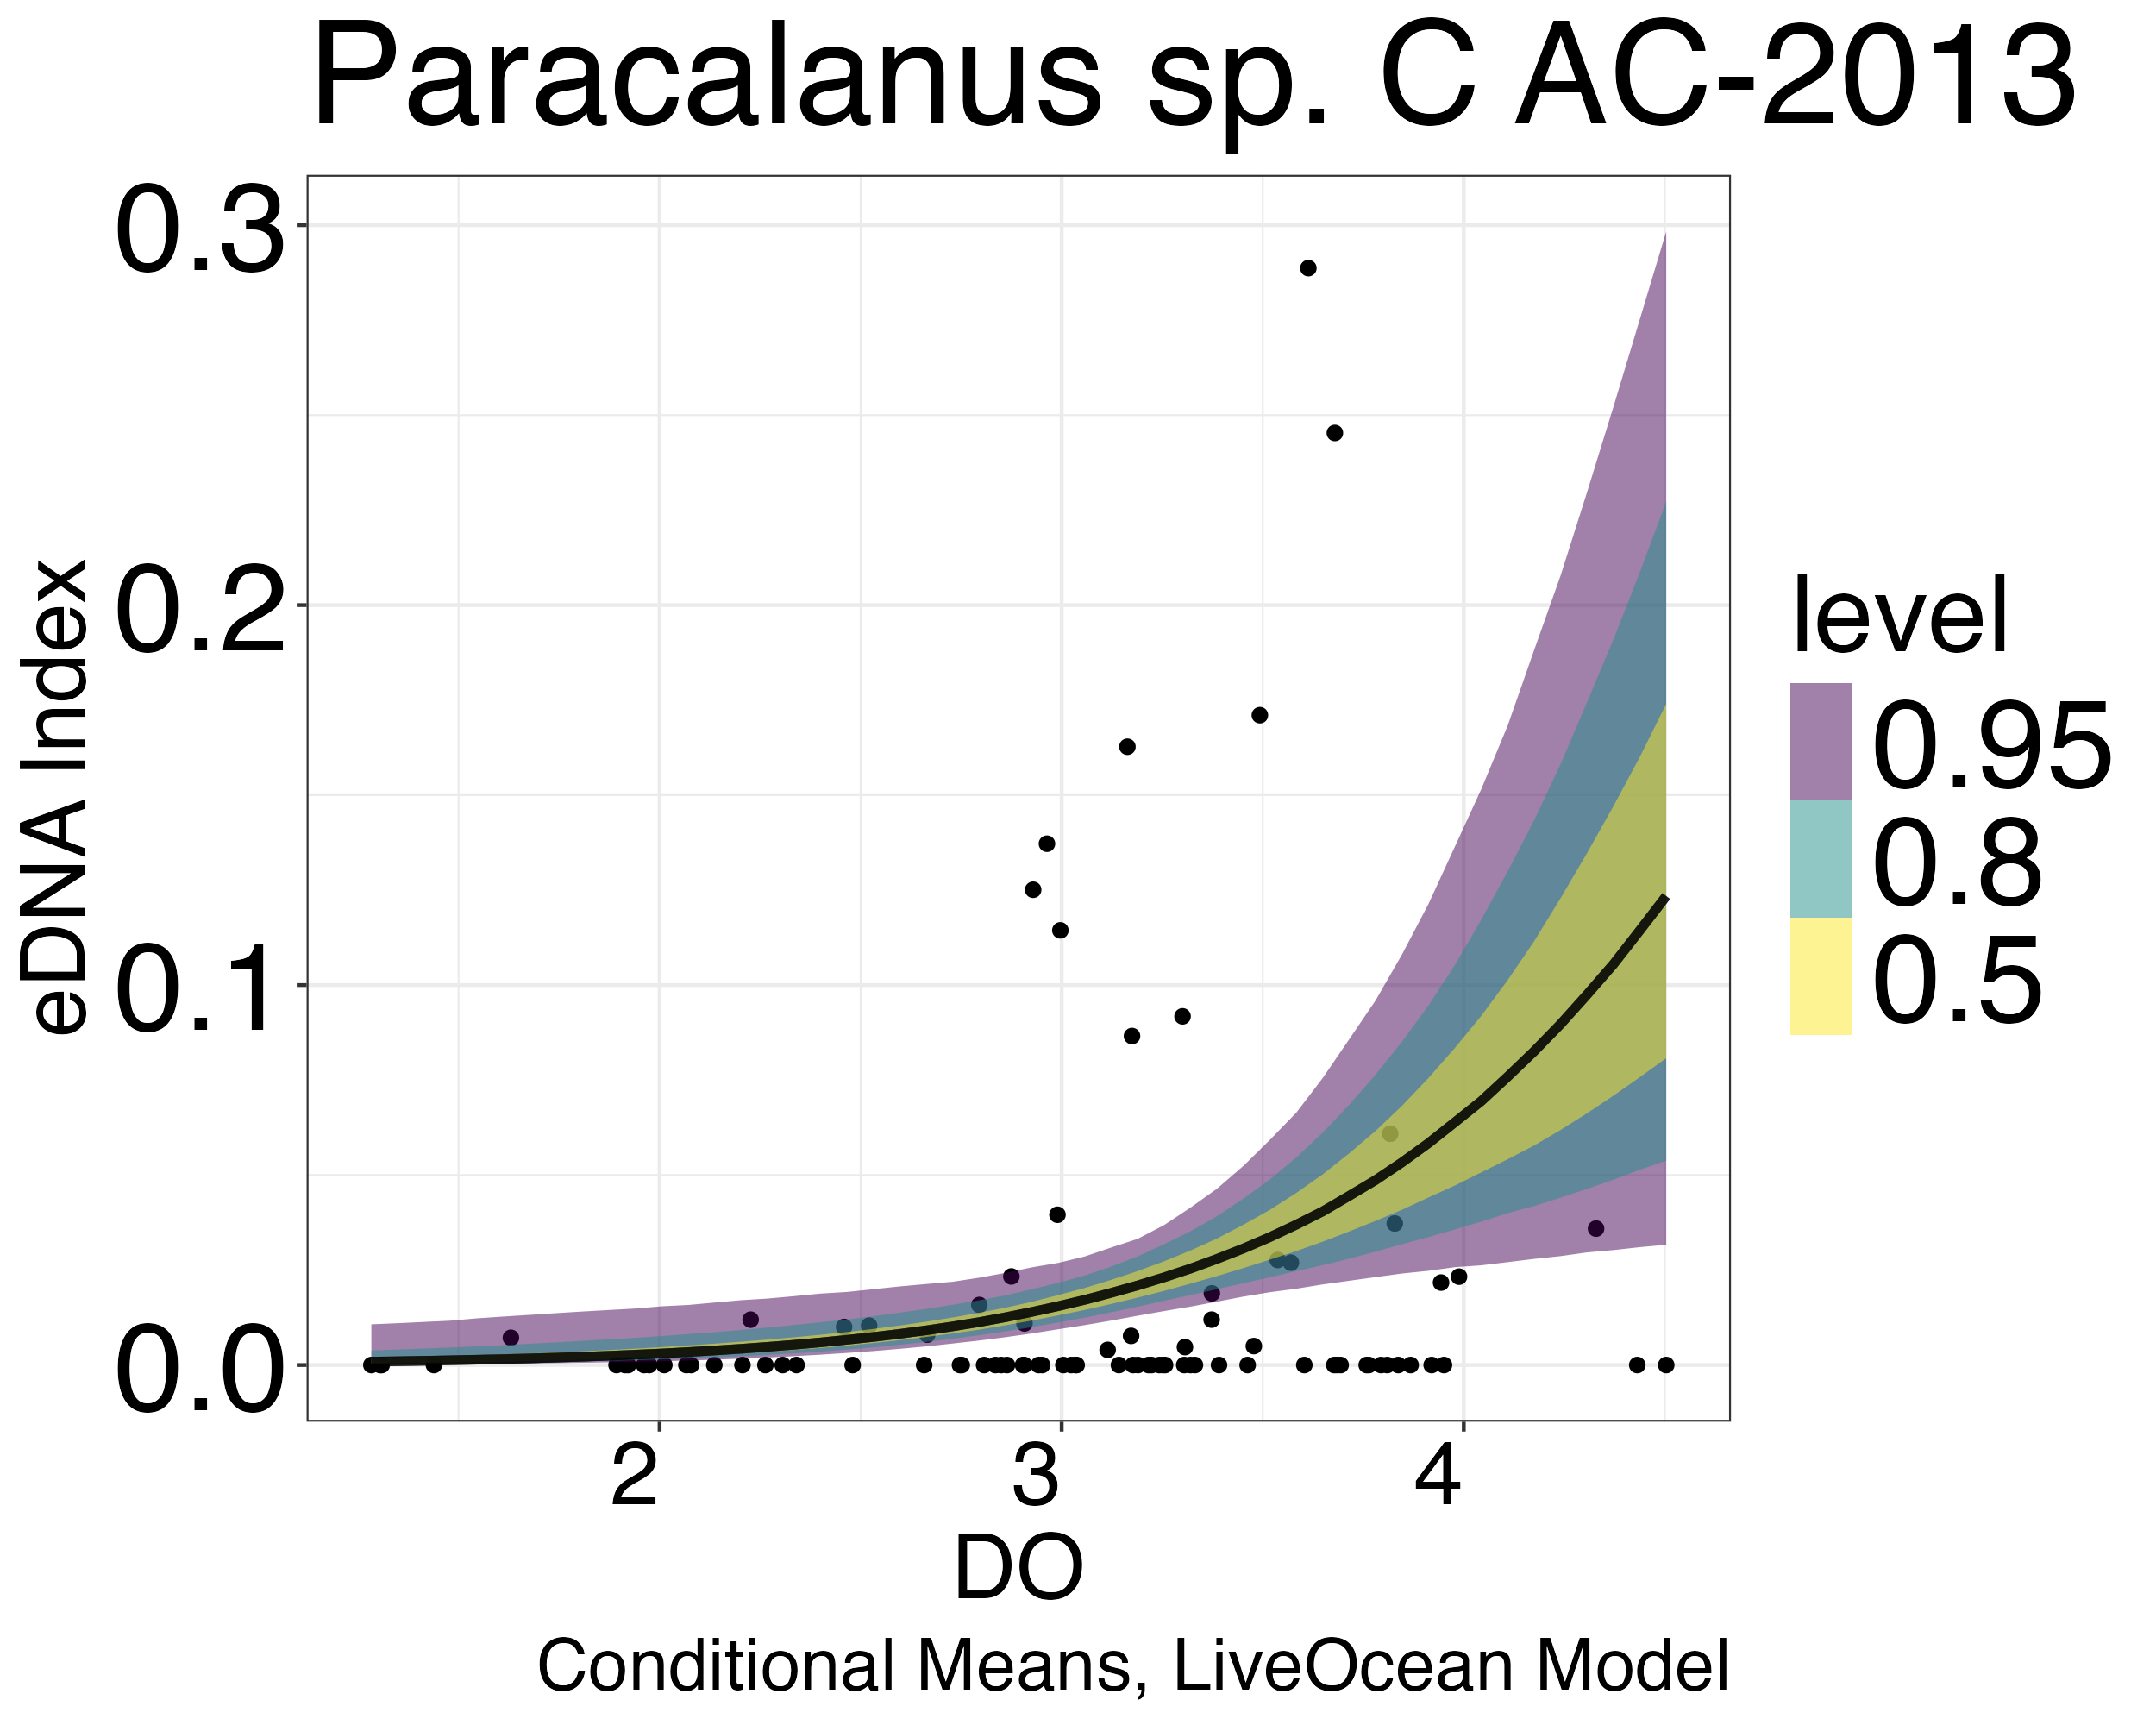 Paracalanus sp. C AC-2013
0.3
0.2
0.1
0.0
eDNA Index
2 3 4
DO
Conditional Means, LiveOcean Model
level
0.95
0.8
0.5